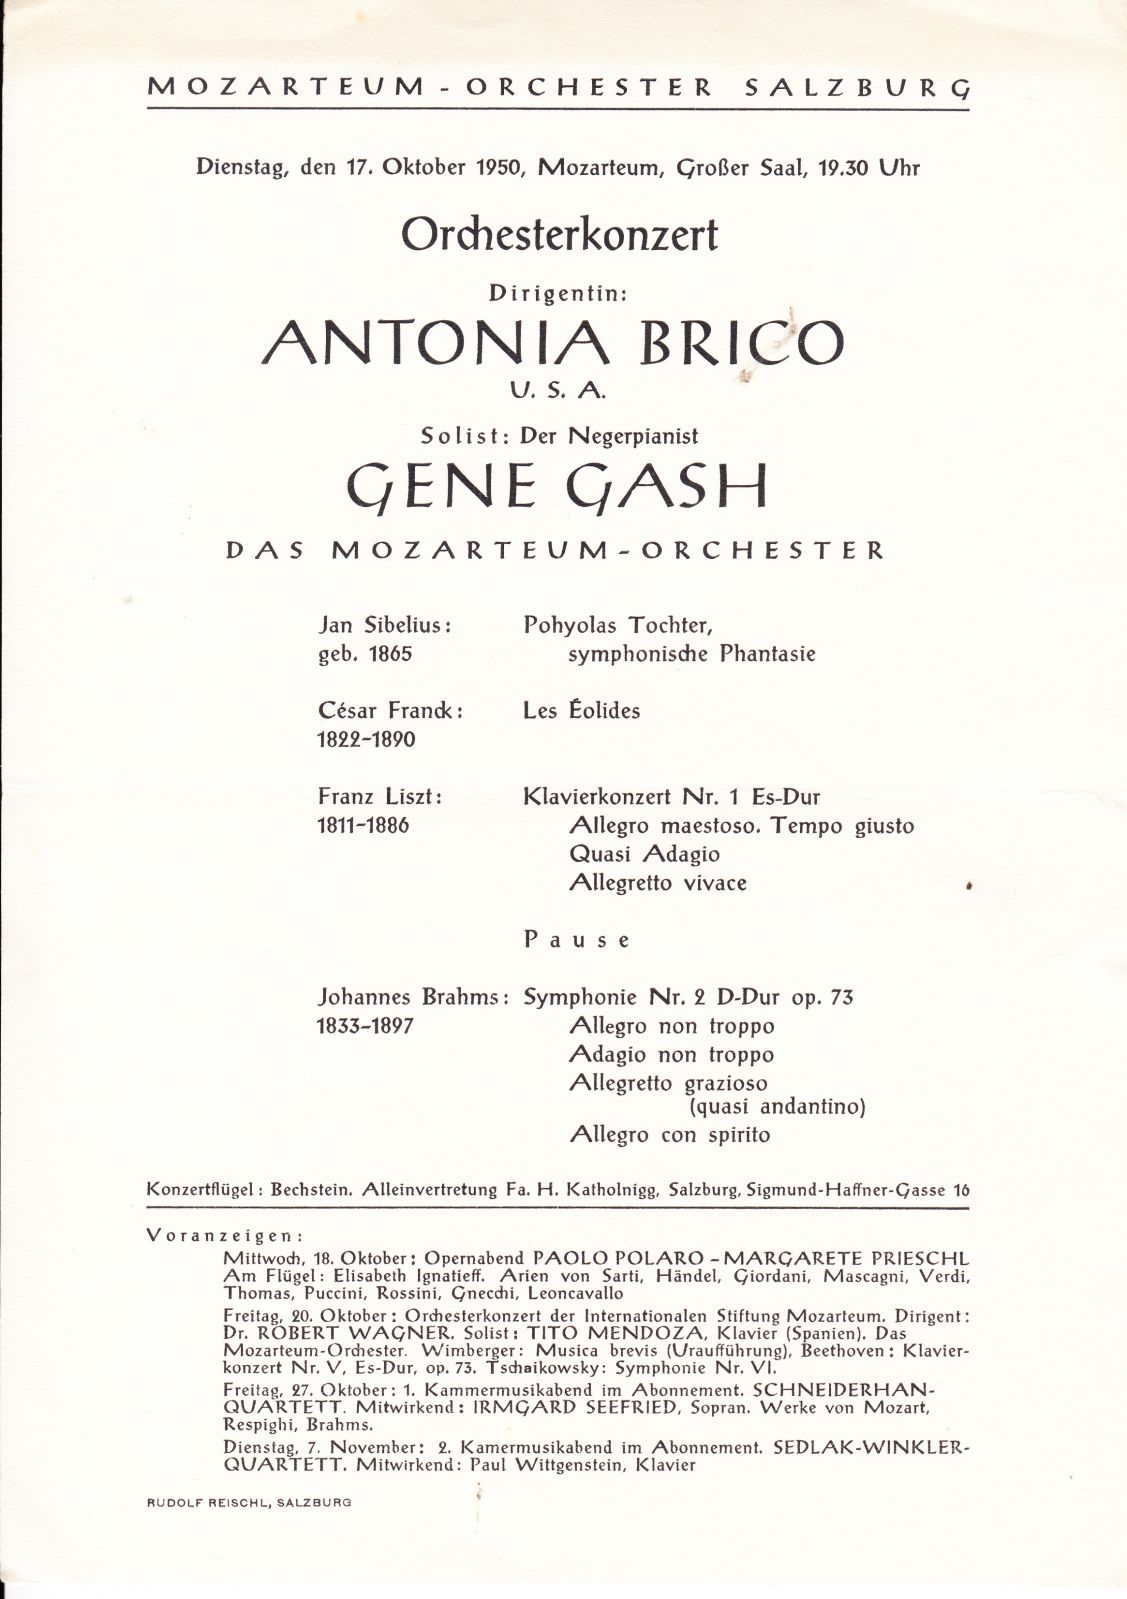 MOZARTEUM-ORCHESTER SALZBURG
Dienstag, den 17. Oktober 1950, Mozarteum, Großer Saal, 19.30 Uhr
Orchesterkonzert
Dirigentin:
ANTONIA BRICO
U. S. A.
Solist: Der Negerpianist
GENE GASH
DAS MOZARTEUM-ORCHESTER
Jan Sibelius: Pohyolas Tochter,
geb. 1865 symphonische Phantasie
César Franck: Les Éolides
1822-1890
Franz Liszt: Klavierkonzert Nr. 1 Es-Dur
1811-1886 Allegro maestoso. Tempo giusto
Quasi Adagio
Allegretto vivace
Pause
Johannes Brahms: Symphonie Nr. 2 D-Dur op. 73
1833-1897 Allegro non troppo
Adagio non troppo
Allegretto grazioso
(quasi andantino)
Allegro con spirito
Konzertflügel: Bechstein. Alleinvertretung Fa. H. Katholnigg, Salzburg, Sigmund-Haffner-Gasse 16
Voranzeigen:
Mittwoch, 18. Oktober: Opernabend PAOLO POLARO - MARGARETE PRIESCHL
Am Flügel: Elisabeth Ignatieff. Arien von Sarti, Händel, Giordani, Mascagni, Verdi,
Thomas, Puccini, Rossini, Gnecchi, Leoncavallo
Freitag, 20. Oktober: Orchesterkonzert der Internationalen Stiftung Mozarteum. Dirigent:
Dr. ROBERT WAGNER. Solist: TITO MENDOZA, Klavier (Spanien). Das
Mozarteum-Orchester. Wimberger: Musica brevis (Uraufführung), Beethoven: Klavier-
konzert Nr. V, Es-Dur, op. 73. Tschaikowsky: Symphonie Nr. VI.
Freitag, 27. Oktober: 1. Kammermusikabend im Abonnement. SCHNEIDERHAN-
QUARTETT. Mitwirkend: IRMGARD SEEFRIED, Sopran. Werke von Mozart,
Respighi, Brahms.
Dienstag, 7. November: 2. Kamermusikabend im Abonnement. SEDLAK-WINKLER-
QUARTETT. Mitwirkend: Paul Wittgenstein, Klavier
RUDOLF REISCHL, SALZBURG